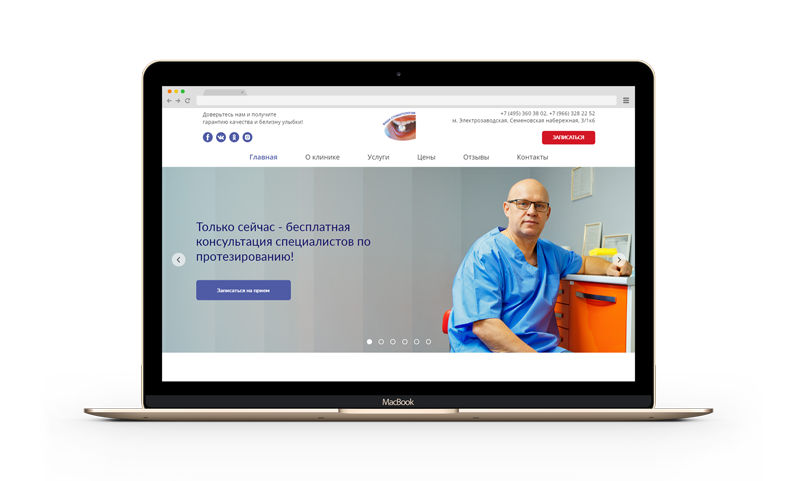 Доверьтесь нам и получите
гарантию качества и белизну улыбки!
+7 (495) 360 38 02, +7 (966) 328 22 52
м. Электрозаводская, Семеновская набережная, 3/1к6
ЗАПИСАТЬСЯ
Главная О клинике Услуги Цены Отзывы Контакты
Только сейчас - бесплатная
консультация специалистов по
протезированию!
Записаться на прием
MacBook